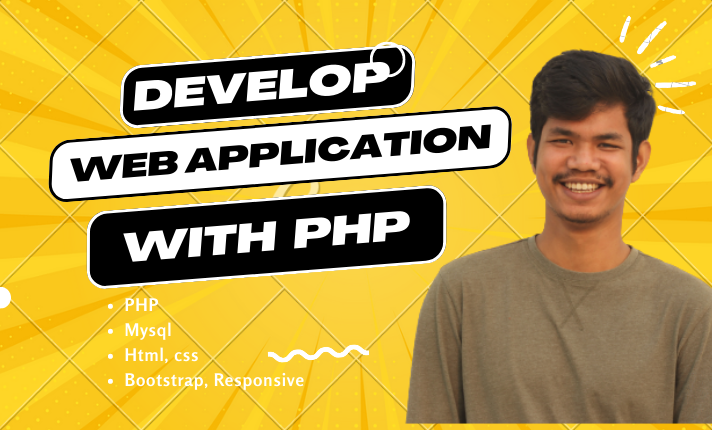 DEVELOP
WEB APPLICATION
WITH PHP
• PHP
• Mysql
• Html, css
• Bootstrap, Responsive